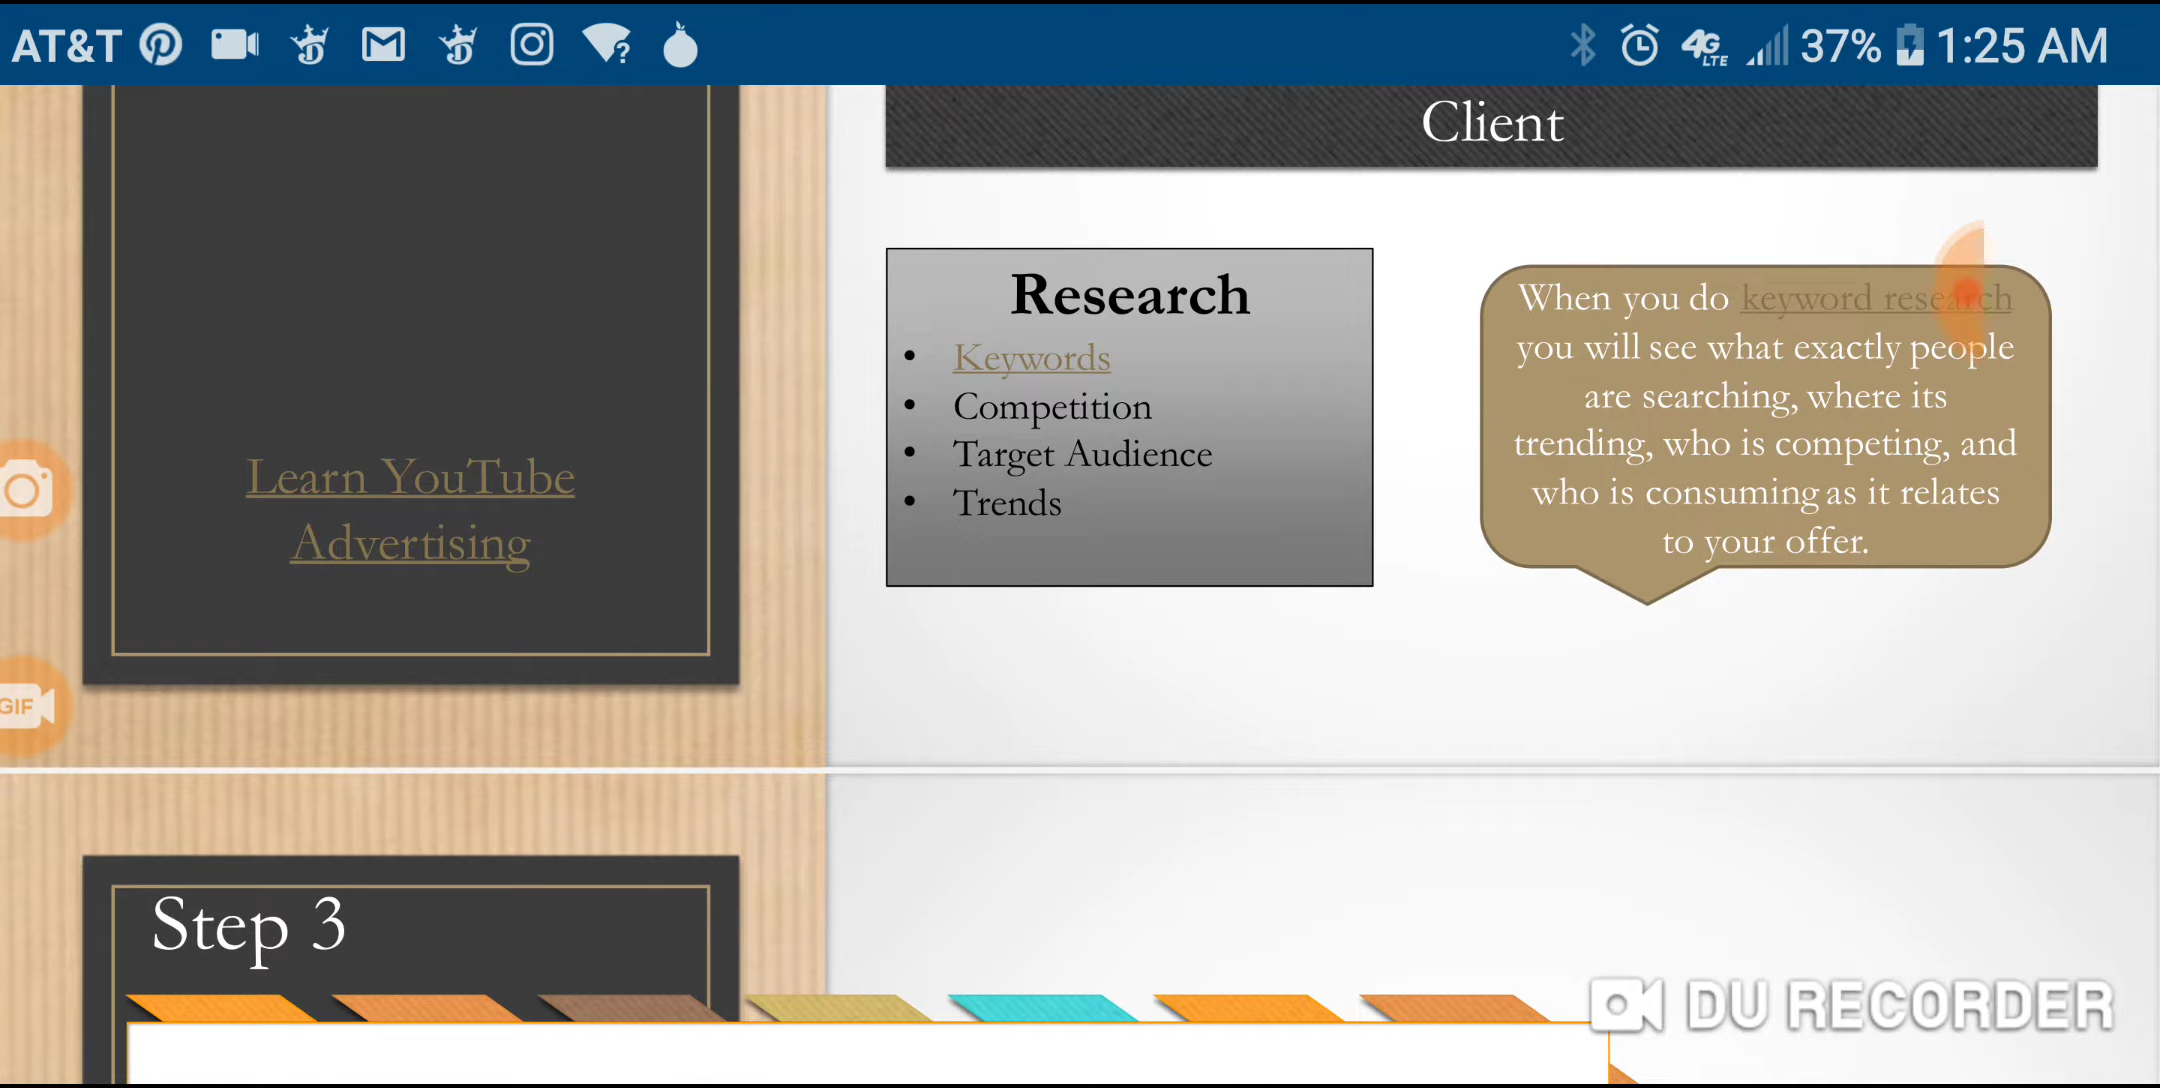 AT&T
4G LTE 37% 1:25 AM
Client
Learn YouTube
Advertising
Research
• Keywords
• Competition
• Target Audience
• Trends
When you do keyword research
you will see what exactly people
are searching, where its
trending, who is competing, and
who is consuming as it relates
to your offer.
GIF
Step 3
DU RECORDER